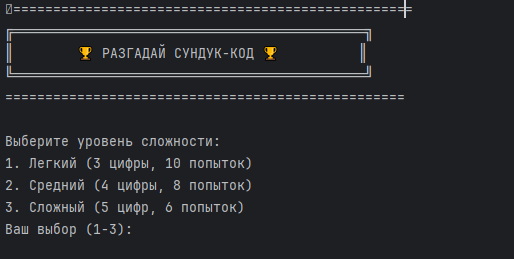 ==================================================
╔════════════════════════════════════════════╗
║ 🏆 РАЗГАДАЙ СУНДУК-КОД 🏆 ║
╚════════════════════════════════════════════╝
==================================================
Выберите уровень сложности:
1. Легкий (3 цифры, 10 попыток)
2. Средний (4 цифры, 8 попыток)
3. Сложный (5 цифр, 6 попыток)
Ваш выбор (1-3):